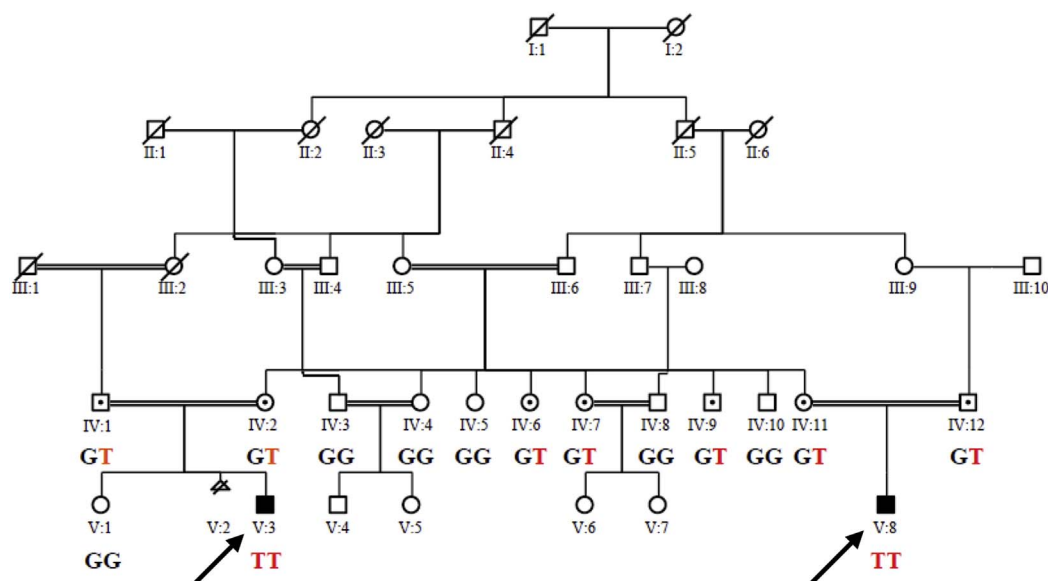 I:1 I:2
II:1 II:2 II:3 II:4 II:5 II:6
III:1 III:2 III:3 III:4 III:5 III:6 III:7 III:8 III:9 III:10
IV:1 IV:2 IV:3 IV:4 IV:5 IV:6 IV:7 IV:8 IV:9 IV:10 IV:11 IV:12
GT GT GG GG GG GT GT GG GT GG GT GT
V:1 V:2 V:3 V:4 V:5 V:6 V:7 V:8
GG TT TT